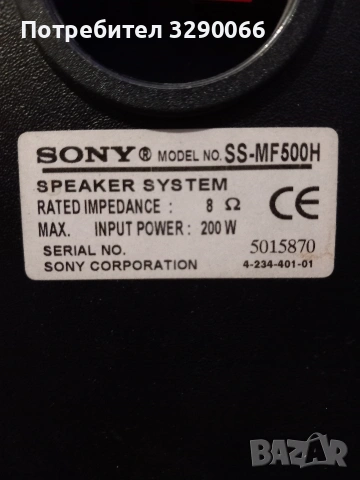 Потребител 3290066
SONY® MODEL NO. SS-MF500H
SPEAKER SYSTEM
RATED IMPEDANCE : 8 Ω
MAX. INPUT POWER : 200 W
CE
SERIAL NO. 5015870
SONY CORPORATION 4-234-401-01
BAZAR